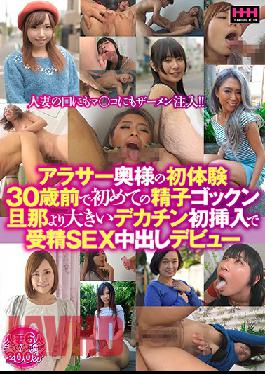 HHH
人妻の口にもマ○コにもザーメン注入!!
アラサー奥様の初体験
30歳前で初めての精子ゴックン
旦那より大きいデカチン初挿入で
受精SEX中出しデビュー
JAVHD